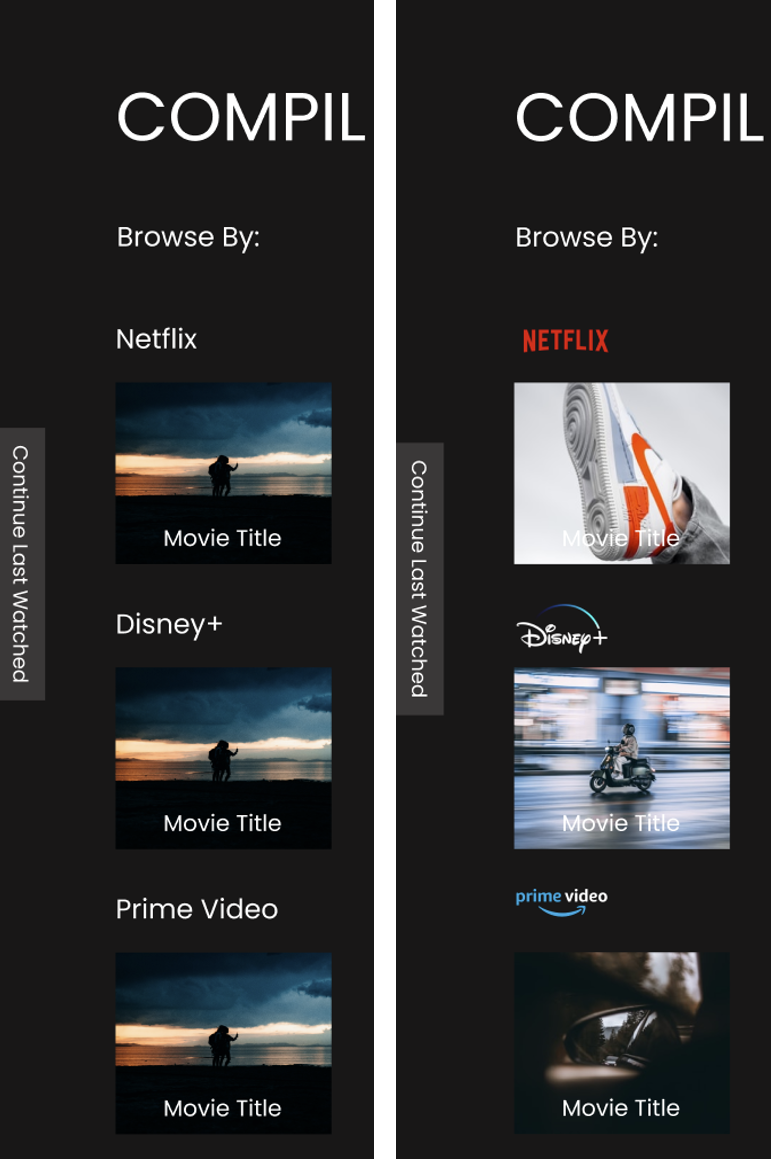 COMPIL
Browse By:
Netflix
Movie Title
Disney+
Movie Title
Prime Video
Movie Title
Continue Last Watched
COMPIL
Browse By:
NETFLIX
Movie Title
Disney+
Movie Title
prime video
Movie Title
Continue Last Watched